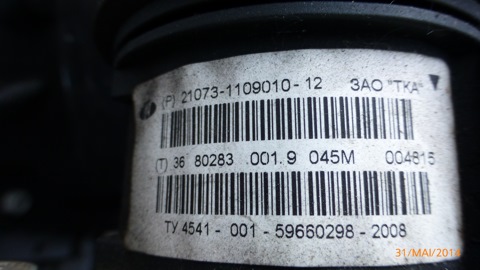 (P) 21073-1109010-12 ЗАО "ТКА"
(T) 36 80283 .001.9 045M 004615
ТУ 4541-001-59660298-2008
31/MAI/2014